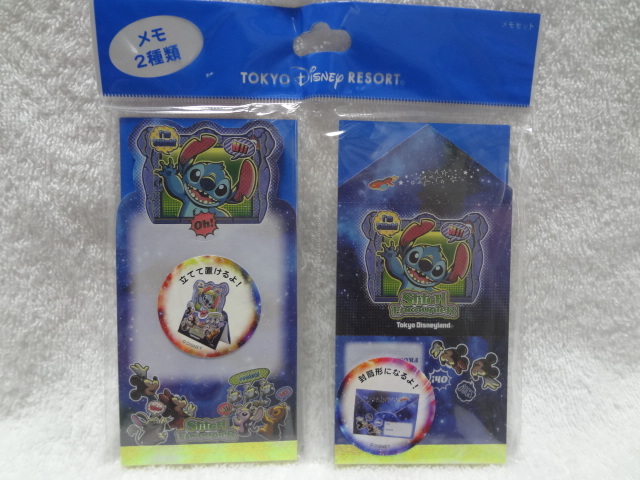 メモ
2種類
TOKYO Disney RESORT®
メモセット
Oh!
立てて置けるよ!
STITCH
ENCOUNTER
Tokyo Disneyland®
封筒形になるよ!